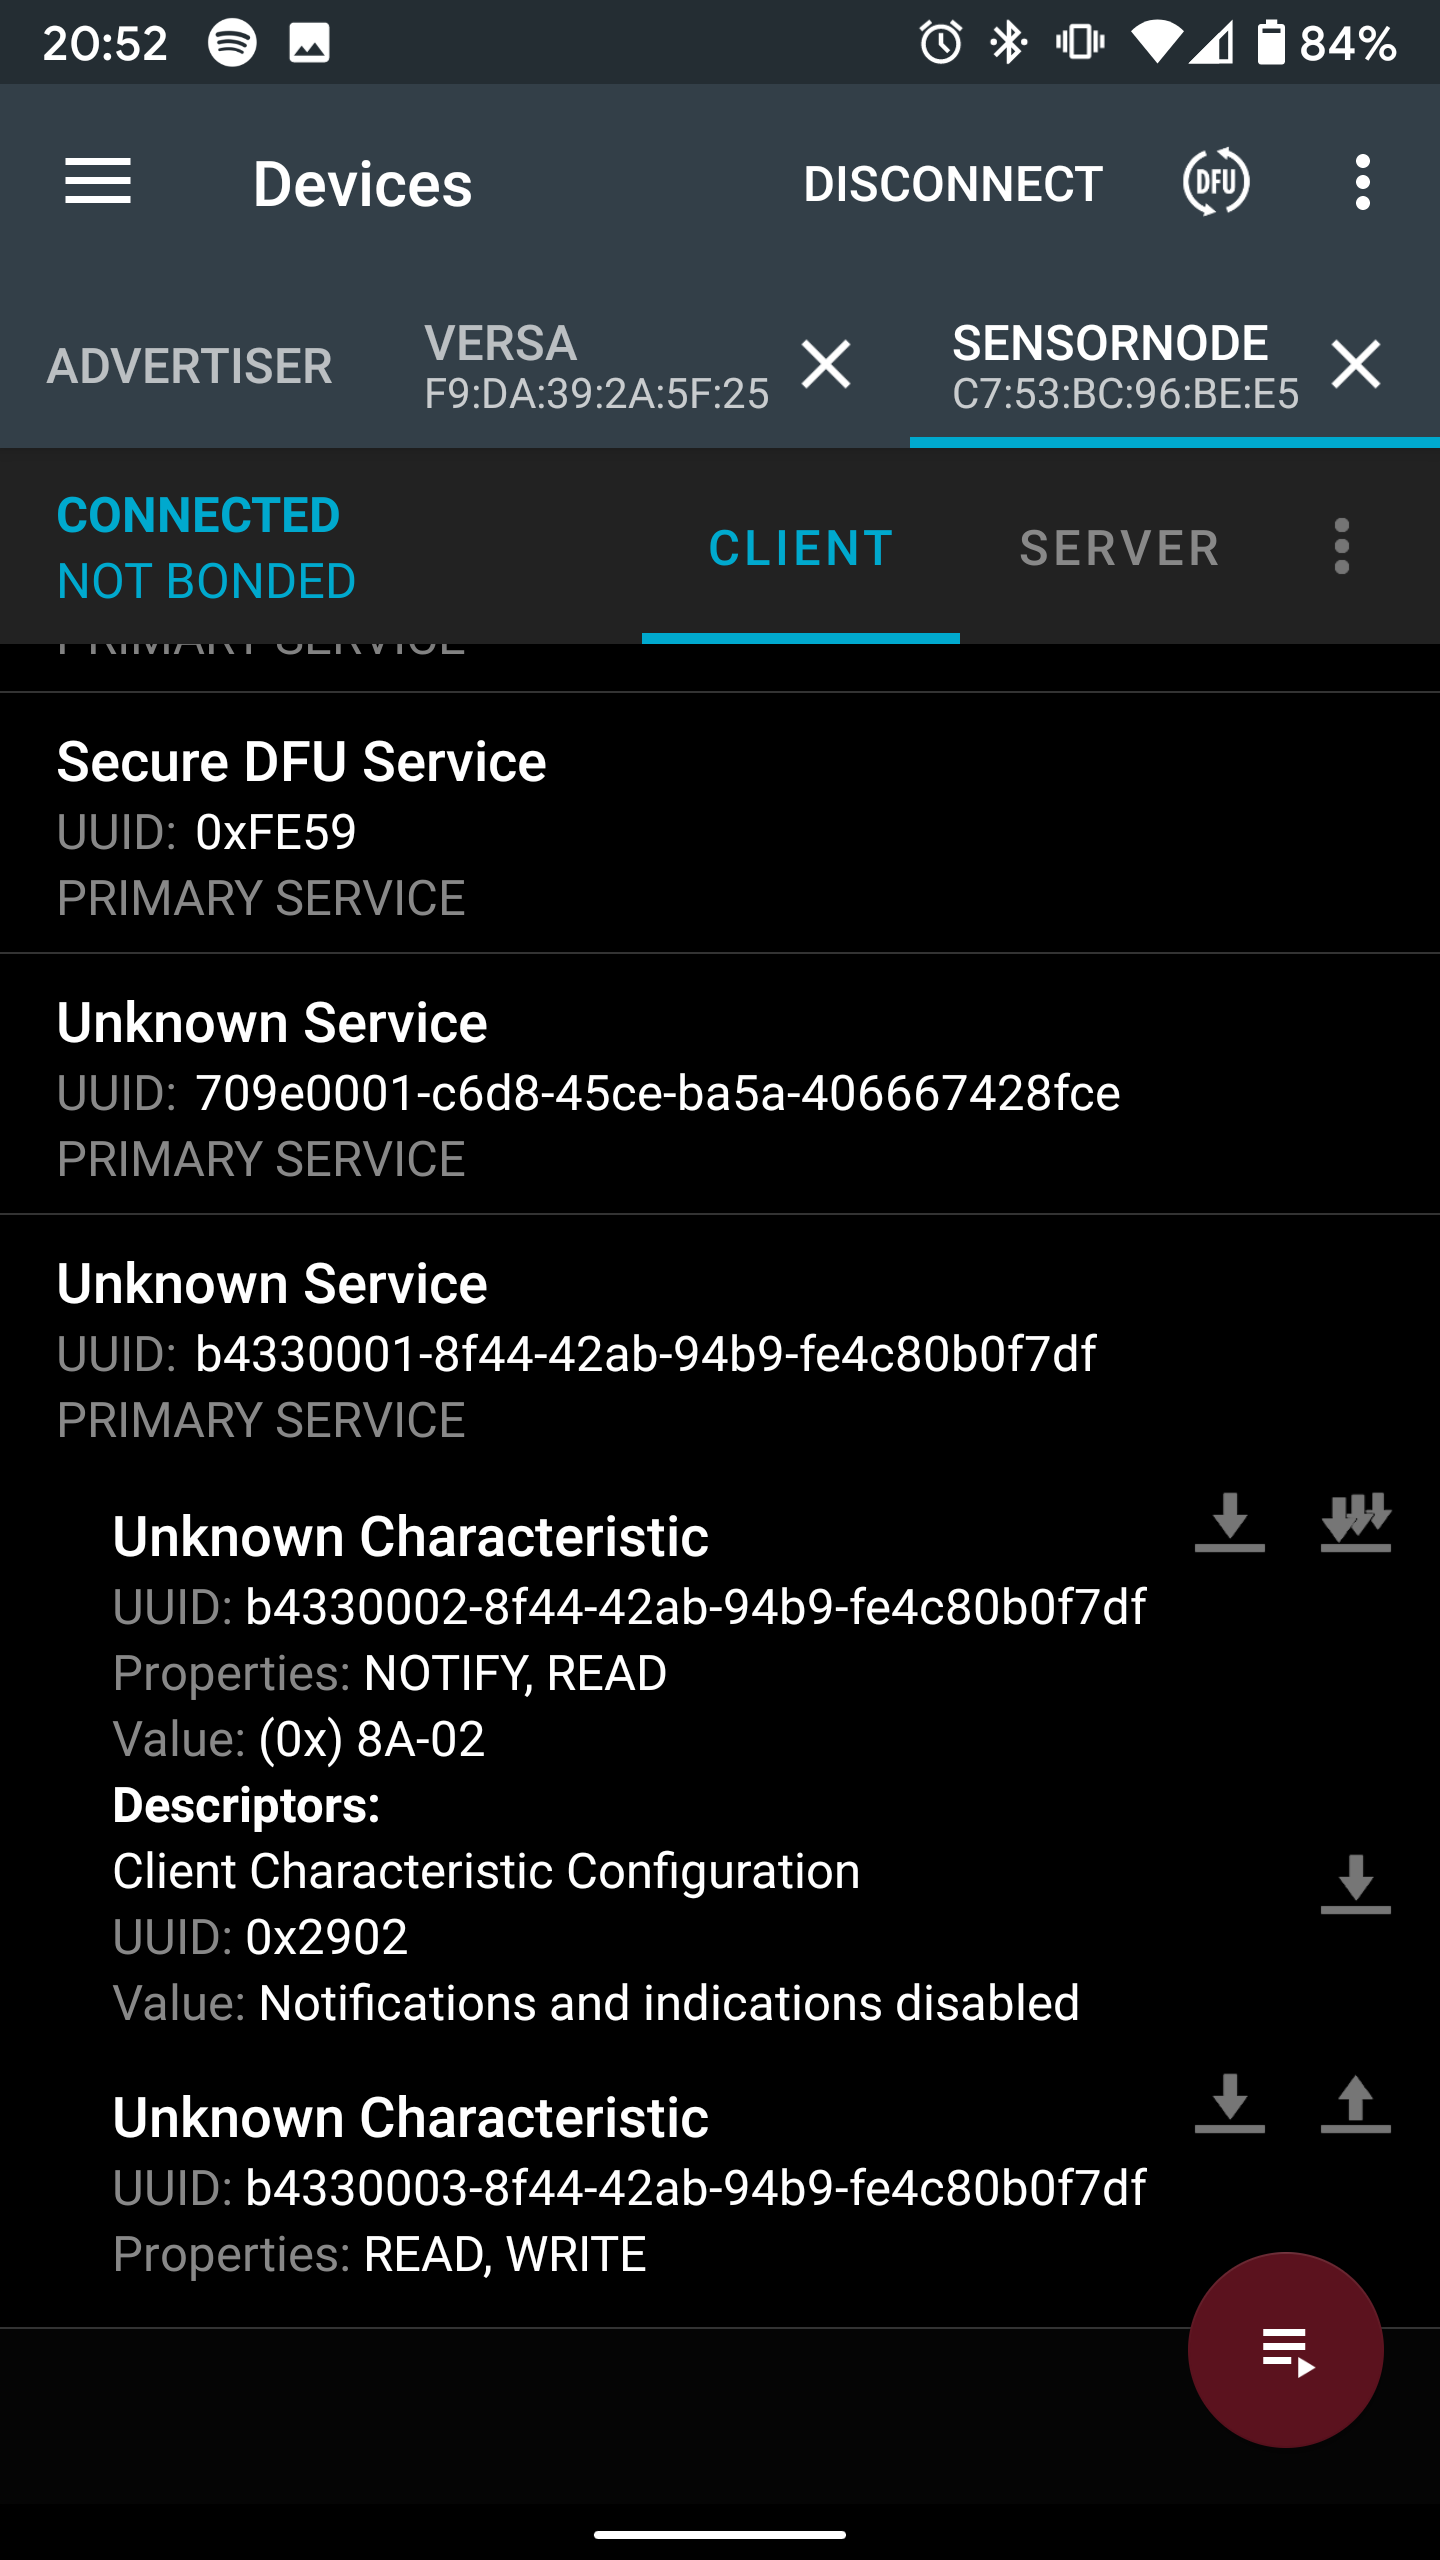 20:52
84%
Devices
DISCONNECT
DFU
ADVERTISER
VERSA
F9:DA:39:2A:5F:25
SENSORNODE
C7:53:BC:96:BE:E5
CONNECTED
NOT BONDED
CLIENT
SERVER
PRIMARY SERVICE
Secure DFU Service
UUID: 0xFE59
PRIMARY SERVICE
Unknown Service
UUID: 709e0001-c6d8-45ce-ba5a-406667428fce
PRIMARY SERVICE
Unknown Service
UUID: b4330001-8f44-42ab-94b9-fe4c80b0f7df
PRIMARY SERVICE
Unknown Characteristic
UUID: b4330002-8f44-42ab-94b9-fe4c80b0f7df
Properties: NOTIFY, READ
Value: (0x) 8A-02
Descriptors:
Client Characteristic Configuration
UUID: 0x2902
Value: Notifications and indications disabled
Unknown Characteristic
UUID: b4330003-8f44-42ab-94b9-fe4c80b0f7df
Properties: READ, WRITE